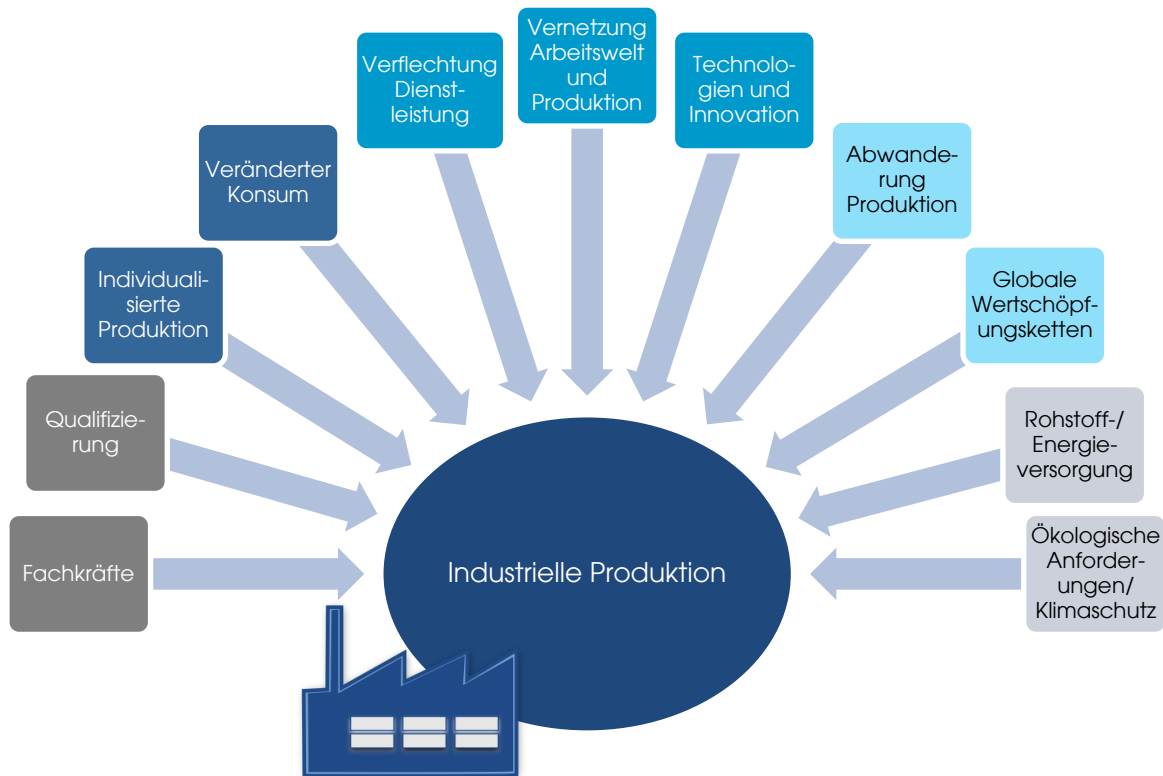 Vernetzung
Arbeitswelt
und
Produktion
Verflechtung
Dienst-
leistung
Technolo-
gien und
Innovation
Veränderter
Konsum
Abwande-
rung
Produktion
Individuali-
sierte
Produktion
Globale
Wertschöpf-
ungsketten
Qualifizie-
rung
Rohstoff-/
Energie-
versorgung
Fachkräfte
Industrielle Produktion
Ökologische
Anforder-
ungen/
Klimaschutz